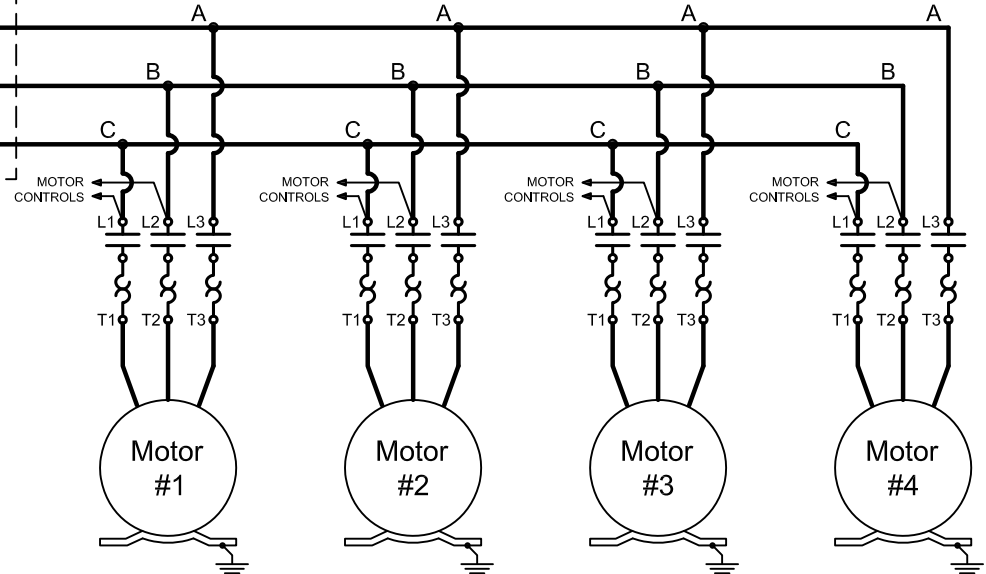 A A A A
B B B B
C C C C
MOTOR MOTOR MOTOR MOTOR
CONTROLS CONTROLS CONTROLS CONTROLS
L1 L2 L3 L1 L2 L3 L1 L2 L3 L1 L2 L3
T1 T2 T3 T1 T2 T3 T1 T2 T3 T1 T2 T3
Motor Motor Motor Motor
#1 #2 #3 #4